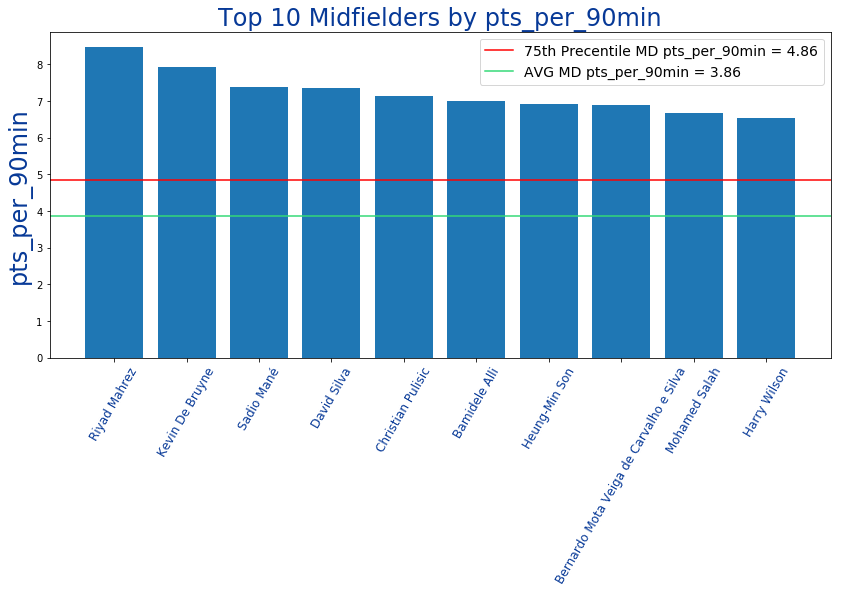 Top 10 Midfielders by pts_per_90min
75th Precentile MD pts_per_90min = 4.86
AVG MD pts_per_90min = 3.86
pts_per_90min
8
7
6
5
4
3
2
1
0
Riyad Mahrez
Kevin De Bruyne
Sadio Mané
David Silva
Christian Pulisic
Bamidele Alli
Heung-Min Son
Bernardo Mota Veiga de Carvalho e Silva
Mohamed Salah
Harry Wilson